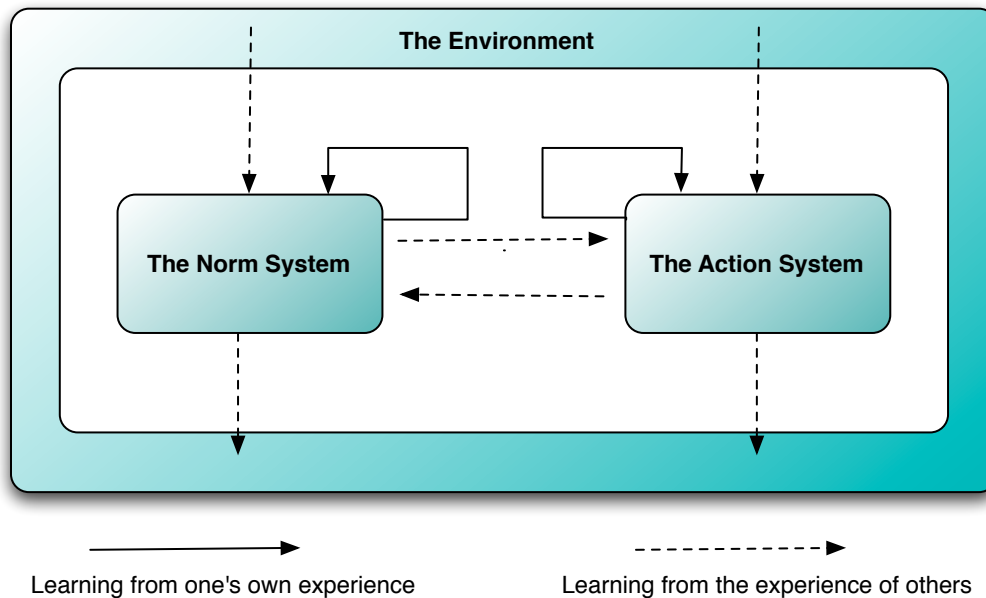 The Environment
The Norm System
The Action System
Learning from one's own experience
Learning from the experience of others